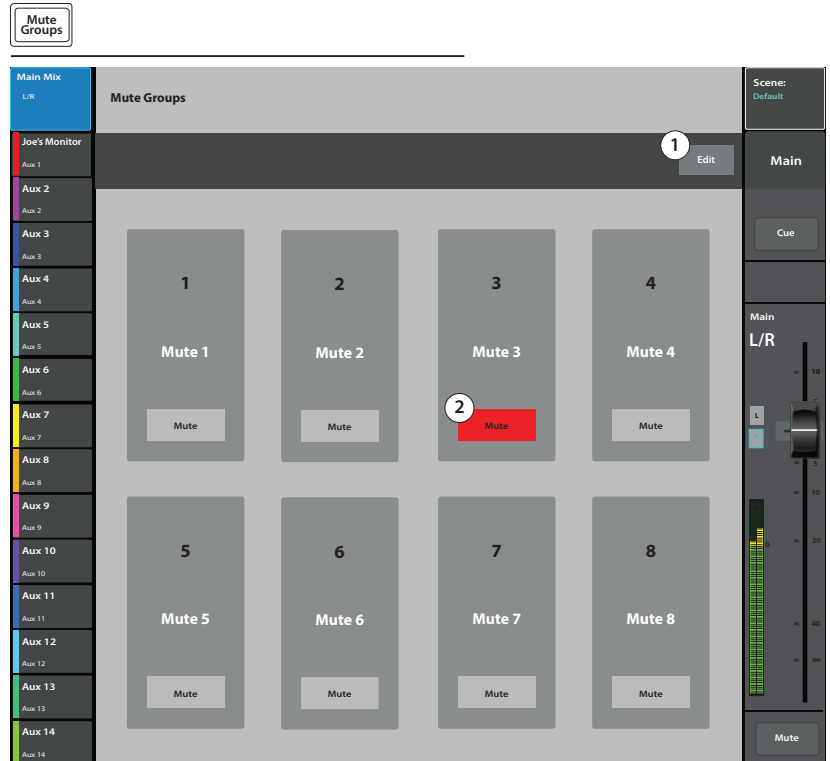 Mute
Groups
Main Mix
L/R
Mute Groups
Scene:
Default
Joe's Monitor
Aux 1
1
Edit
Main
Aux 2
Aux 2
Aux 3
Aux 3
Cue
Aux 4
Aux 4
Aux 5
Aux 5
Aux 6
Aux 6
Aux 7
Aux 7
Aux 8
Aux 8
Aux 9
Aux 9
Aux 10
Aux 10
Aux 11
Aux 11
Aux 12
Aux 12
Aux 13
Aux 13
Aux 14
Aux 14
1
Mute 1
Mute
2
Mute 2
Mute
3
Mute 3
2
Mute
4
Mute 4
Mute
5
Mute 5
Mute
6
Mute 6
Mute
7
Mute 7
Mute
8
Mute 8
Mute
Main
L/R
10
L
5
10
20
40
∞
Mute